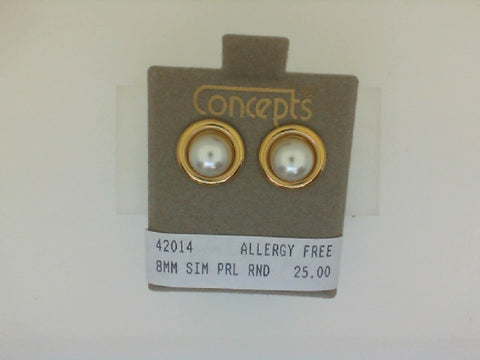 Concepts
42014 ALLERGY FREE
8MM SIM PRL RND 25.00